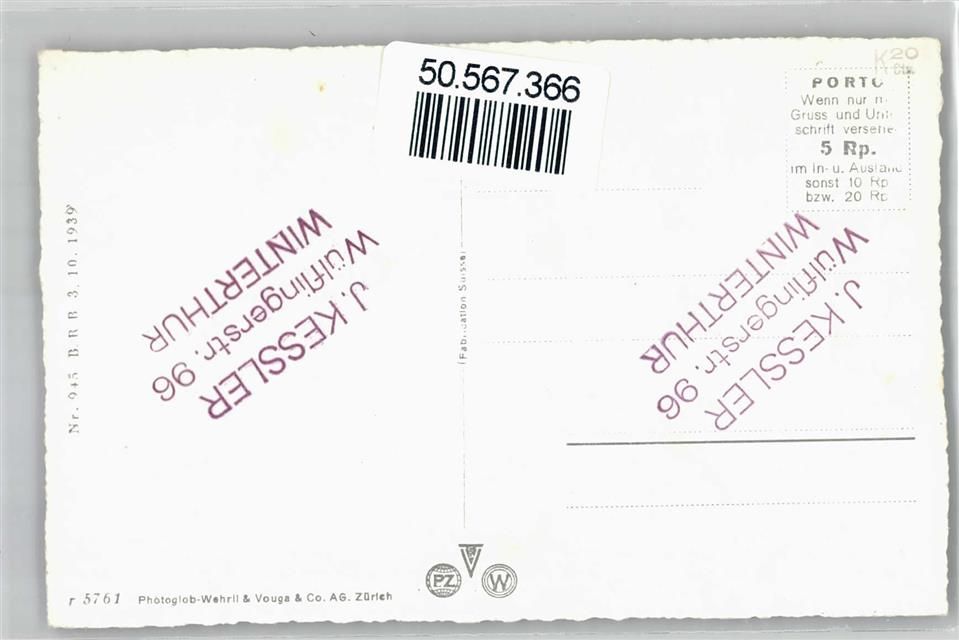 50.567.366
K 20
Cts.
PORTO
Wenn nur m.
Gruss und Unter-
schrift versehen
5 Rp.
im In- u. Ausland
sonst 10 Rp
bzw. 20 Rp
J. KESSLER
Wülflingerstr. 96
WINTERTHUR
J. KESSLER
Wülflingerstr. 96
WINTERTHUR
Nr. 945 B R B 3. 10. 1939
(Fabrication Suisse)
PZ
W
r 5761 Photoglob-Wehrli & Vouga & Co. AG. Zürich